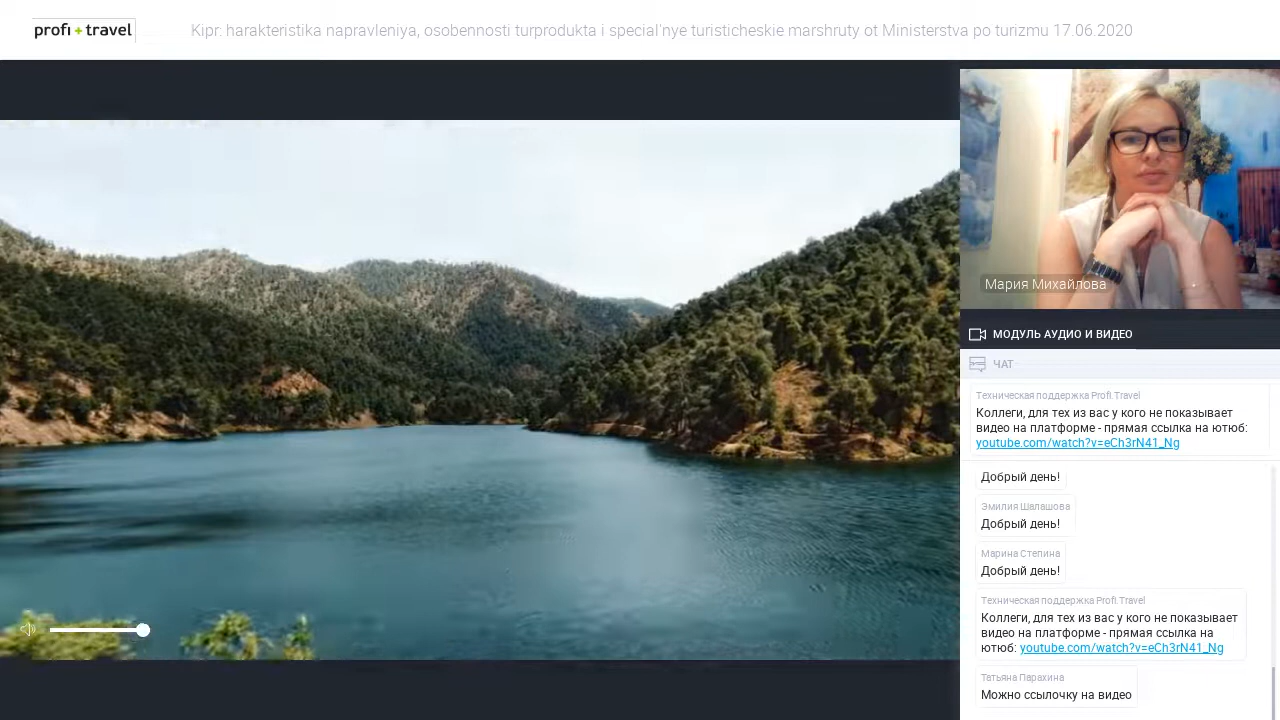 profi + travel
Kipr: harakteristika napravleniya, osobennosti turprodukta i special'nye turisticheskie marshruty ot Ministerstva po turizmu 17.06.2020
Мария Михайлова
МОДУЛЬ АУДИО И ВИДЕО
ЧАТ
Техническая поддержка Profi.Travel
Коллеги, для тех из вас у кого не показывает
видео на платформе - прямая ссылка на ютюб:
youtube.com/watch?v=eCh3rN41_Ng
Добрый день!
Эмилия Шалашова
Добрый день!
Марина Степина
Добрый день!
Техническая поддержка Profi.Travel
Коллеги, для тех из вас у кого не показывает
видео на платформе - прямая ссылка на
ютюб: youtube.com/watch?v=eCh3rN41_Ng
Татьяна Парахина
Можно ссылочку на видео